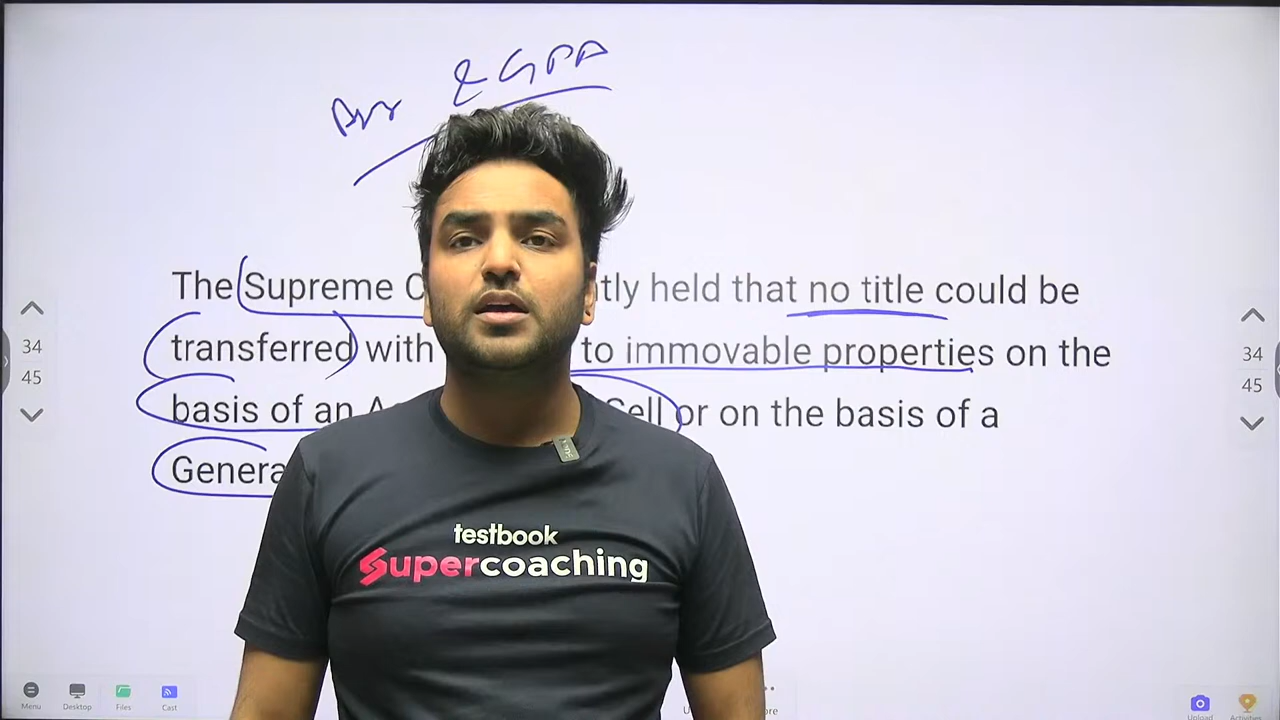 & GPA
The Supreme C tly held that no title could be
transferred with to immovable properties on the
basis of an A Sell or on the basis of a
Genera
testbook
Supercoaching
34
45
34
45
Menu
Desktop
Files
Cast
Upload
Activities